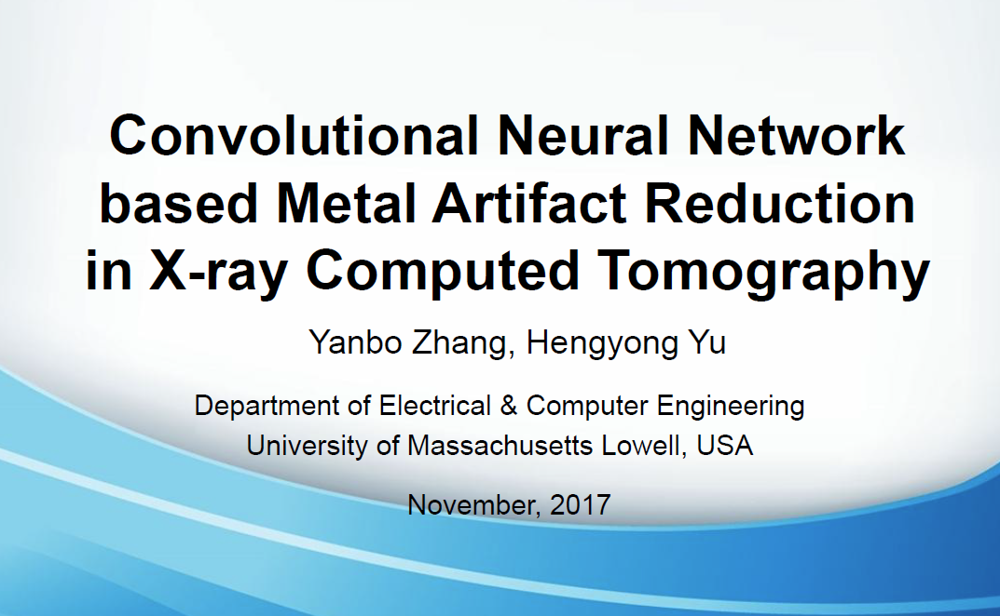 Convolutional Neural Network
based Metal Artifact Reduction
in X-ray Computed Tomography
Yanbo Zhang, Hengyong Yu
Department of Electrical & Computer Engineering
University of Massachusetts Lowell, USA
November, 2017